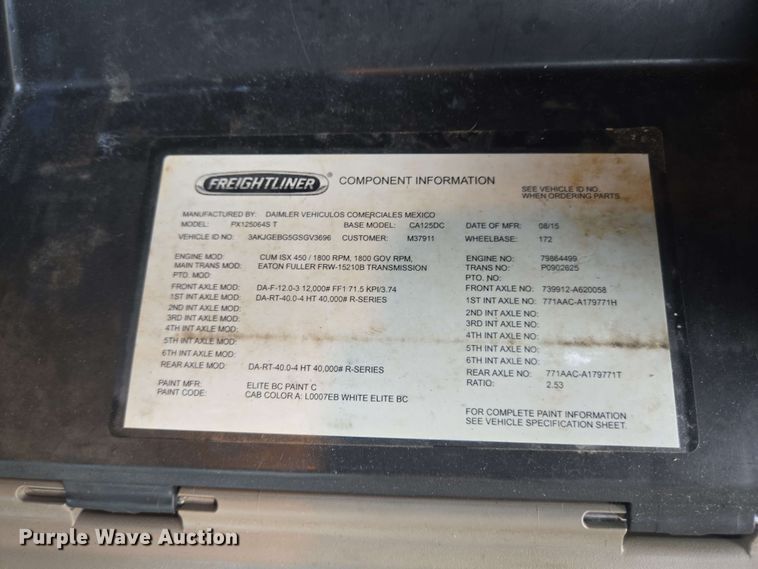 FREIGHTLINER COMPONENT INFORMATION
SEE VEHICLE ID NO.
WHEN ORDERING PARTS
MANUFACTURED BY: DAIMLER VEHICULOS COMERCIALES MEXICO
MODEL: PX125064S T BASE MODEL: CA125DC DATE OF MFR: 08/15
VEHICLE ID NO: 3AKJGEBG5GSGV3696 CUSTOMER: M37911 WHEELBASE: 172
ENGINE MOD: CUM ISX 450 / 1800 RPM, 1800 GOV RPM, ENGINE NO: 79864499
TRANS MOD: EATON FULLER FRW-15210B TRANSMISSION TRANS NO: P0902625
PTO. MOD: PTO. NO:
FRONT AXLE MOD: DA-F-12.0-3 12,000# FF1 71.5 KPI/3.74 FRONT AXLE NO: 739912-A620058
1ST INT AXLE MOD: DA-RT-40.0-4 HT 40,000# R-SERIES 1ST INT AXLE NO: 771AAC-A179771H
2ND INT AXLE MOD: 2ND INT AXLE NO:
3RD INT AXLE MOD: 3RD INT AXLE NO:
4TH INT AXLE MOD: 4TH INT AXLE NO:
5TH INT AXLE MOD: 5TH INT AXLE NO:
6TH INT AXLE MOD: 6TH INT AXLE NO:
REAR AXLE MOD: DA-RT-40.0-4 HT 40,000# R-SERIES REAR AXLE NO: 771AAC-A179771T
RATIO: 2.53
PAINT MFR: ELITE BC PAINT C
PAINT CODE: CAB COLOR A: L0007EB WHITE ELITE BC
FOR COMPLETE PAINT INFORMATION
SEE VEHICLE SPECIFICATION SHEET.
Purple Wave Auction